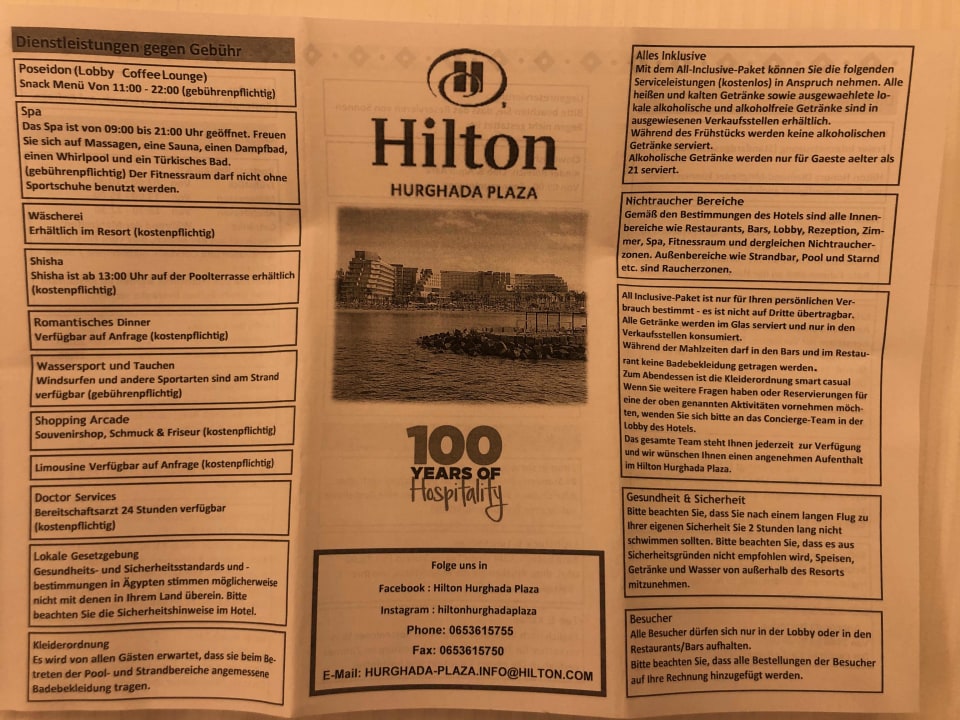 Dienstleistungen gegen Gebühr
Poseidon (Lobby Coffee Lounge)
Snack Menü Von 11:00 - 22:00 (gebührenpflichtig)
Spa
Das Spa ist von 09:00 bis 21:00 Uhr geöffnet. Freuen
Sie sich auf Massagen, eine Sauna, einen Dampfbad,
einen Whirlpool und ein Türkisches Bad.
(gebührenpflichtig) Der Fitnessraum darf nicht ohne
Sportschuhe benutzt werden.
Wäscherei
Erhältlich im Resort (kostenpflichtig)
Shisha
Shisha ist ab 13:00 Uhr auf der Poolterrasse erhältlich
(kostenpflichtig)
Romantisches Dinner
Verfügbar auf Anfrage (kostenpflichtig)
Wassersport und Tauchen
Windsurfen und andere Sportarten sind am Strand
verfügbar (gebührenpflichtig)
Shopping Arcade
Souvenirshop, Schmuck & Friseur (kostenpflichtig)
Limousine Verfügbar auf Anfrage (kostenpflichtig)
Doctor Services
Bereitschaftsarzt 24 Stunden verfügbar
(kostenpflichtig)
Lokale Gesetzgebung
Gesundheits- und Sicherheitsstandards und -
bestimmungen in Ägypten stimmen möglicherweise
nicht mit denen in Ihrem Land überein. Bitte
beachten Sie die Sicherheitshinweise im Hotel.
Kleiderordnung
Es wird von allen Gästen erwartet, dass sie beim Be-
treten der Pool- und Strandbereiche angemessene
Badebekleidung tragen.
H
Hilton
HURGHADA PLAZA
100
YEARS OF
Hospitality
Folge uns in
Facebook : Hilton Hurghada Plaza
Instagram : hiltonhurghadaplaza
Phone: 0653615755
Fax: 0653615750
E-Mail: HURGHADA-PLAZA.INFO@HILTON.COM
Alles Inklusive
Mit dem All-Inclusive-Paket können Sie die folgenden
Serviceleistungen (kostenlos) in Anspruch nehmen. Alle
heißen und kalten Getränke sowie ausgewaehlete lo-
kale alkoholische und alkoholfreie Getränke sind in
ausgewiesenen Verkaufsstellen erhältlich.
Während des Frühstücks werden keine alkoholischen
Getränke serviert.
Alkoholische Getränke werden nur für Gaeste aelter als
21 serviert.
Nichtraucher Bereiche
Gemäß den Bestimmungen des Hotels sind alle Innen-
bereiche wie Restaurants, Bars, Lobby, Rezeption, Zim-
mer, Spa, Fitnessraum und dergleichen Nichtraucher-
zonen. Außenbereiche wie Strandbar, Pool und Starnd
etc. sind Raucherzonen.
All Inclusive-Paket ist nur für Ihren persönlichen Ver-
brauch bestimmt - es ist nicht auf Dritte übertragbar.
Alle Getränke werden im Glas serviert und nur in den
Verkaufsstellen konsumiert.
Während der Mahlzeiten darf in den Bars und im Restau-
rant keine Badebekleidung getragen werden.
Zum Abendessen ist die Kleiderordnung smart casual
Wenn Sie weitere Fragen haben oder Reservierungen für
eine der oben genannten Aktivitäten vornehmen möch-
ten, wenden Sie sich bitte an das Concierge-Team in der
Lobby des Hotels.
Das gesamte Team steht Ihnen jederzeit zur Verfügung
und wir wünschen Ihnen einen angenehmen Aufenthalt
im Hilton Hurghada Plaza.
Gesundheit & Sicherheit
Bitte beachten Sie, dass Sie nach einem langen Flug zu
Ihrer eigenen Sicherheit Sie 2 Stunden lang nicht
schwimmen sollten. Bitte beachten Sie, dass es aus
Sicherheitsgründen nicht empfohlen wird, Speisen,
Getränke und Wasser von außerhalb des Resorts
mitzunehmen.
Besucher
Alle Besucher dürfen sich nur in der Lobby oder in den
Restaurants/Bars aufhalten.
Bitte beachten Sie, dass alle Bestellungen der Besucher
auf Ihre Rechnung hinzugefügt werden.